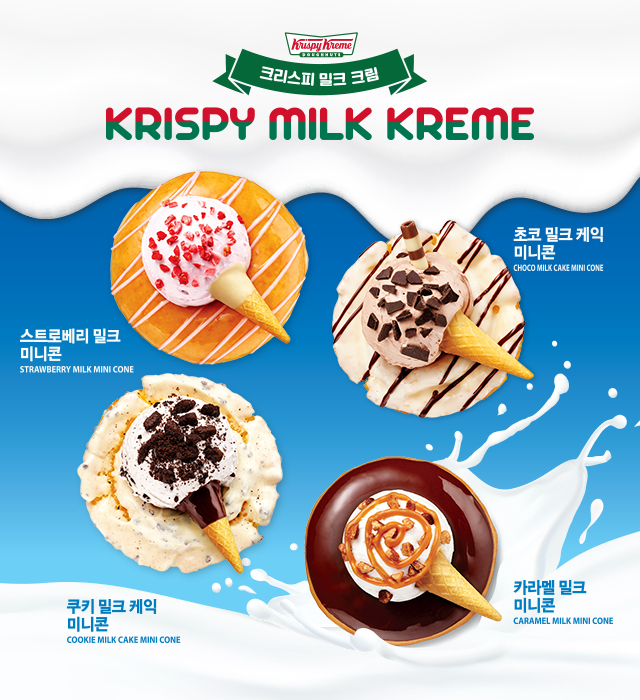 Krispy Kreme
DOUGHNUTS
크리스피 밀크 크림
KRISPY MILK KREME
초코 밀크 케익
미니콘
CHOCO MILK CAKE MINI CONE
스트로베리 밀크
미니콘
STRAWBERRY MILK MINI CONE
쿠키 밀크 케익
미니콘
COOKIE MILK CAKE MINI CONE
카라멜 밀크
미니콘
CARAMEL MILK MINI CONE